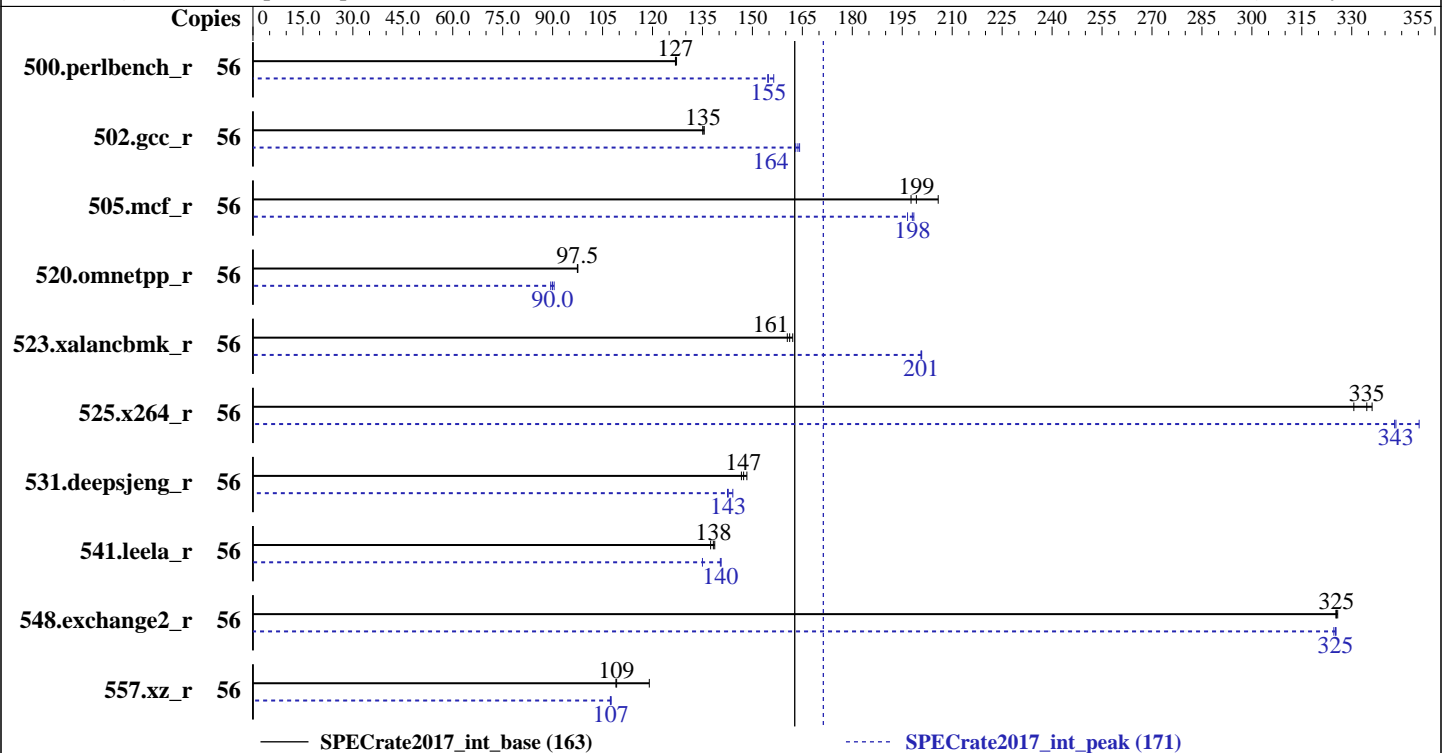 Copies 0 15.0 30.0 45.0 60.0 75.0 90.0 105 120 135 150 165 180 195 210 225 240 255 270 285 300 315 330 355
127
500.perlbench_r 56
155
135
502.gcc_r 56
164
199
505.mcf_r 56
198
97.5
520.omnetpp_r 56
90.0
161
523.xalancbmk_r 56
201
335
525.x264_r 56
343
147
531.deepsjeng_r 56
143
138
541.leela_r 56
140
325
548.exchange2_r 56
325
109
557.xz_r 56
107
SPECrate2017_int_base (163) SPECrate2017_int_peak (171)